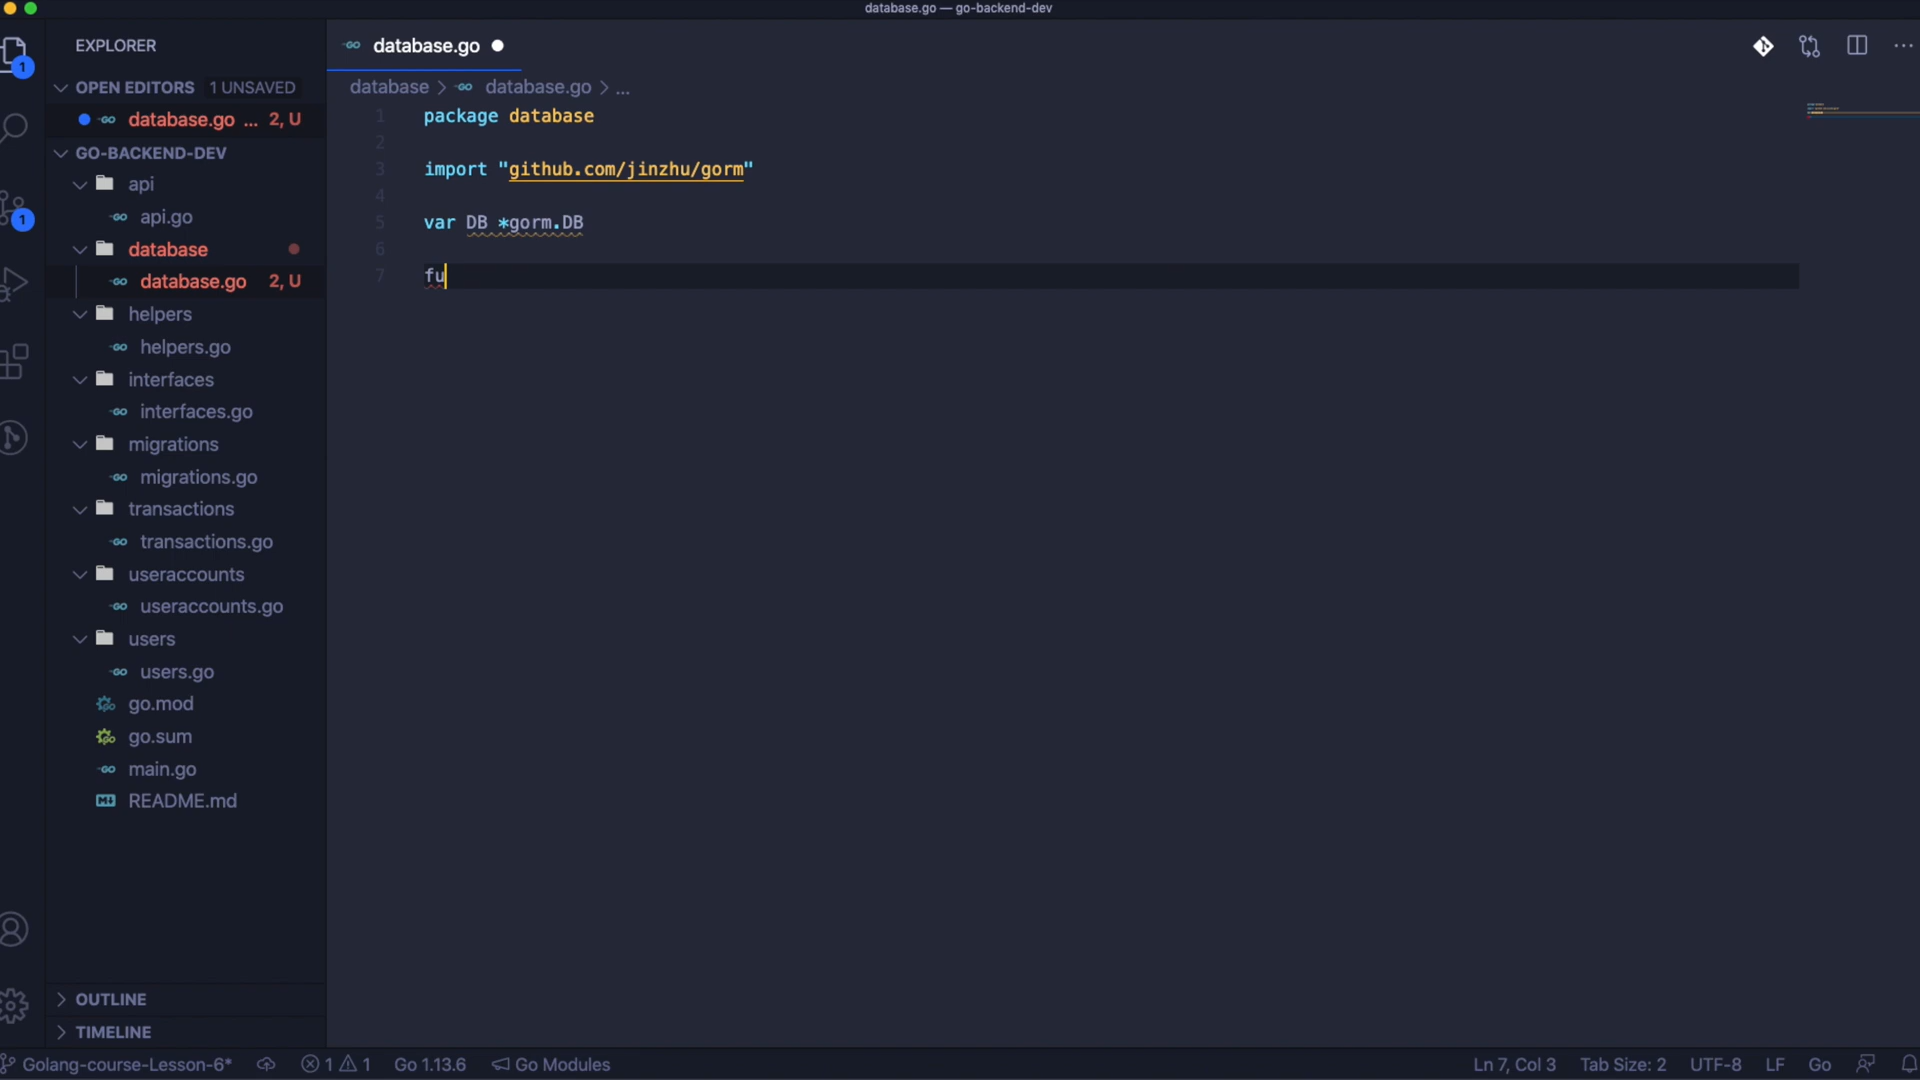 database.go — go-backend-dev
EXPLORER
OPEN EDITORS 1 UNSAVED
database.go ... 2, U
GO-BACKEND-DEV
api
api.go
database
database.go 2, U
helpers
helpers.go
interfaces
interfaces.go
migrations
migrations.go
transactions
transactions.go
useraccounts
useraccounts.go
users
users.go
go.mod
go.sum
main.go
README.md
OUTLINE
TIMELINE
1
1
database.go
database > database.go > ...
1 package database
2
3 import "github.com/jinzhu/gorm"
4
5 var DB *gorm.DB
6
7 fu
Golang-course-Lesson-6* 1 1 Go 1.13.6 Go Modules
Ln 7, Col 3 Tab Size: 2 UTF-8 LF Go